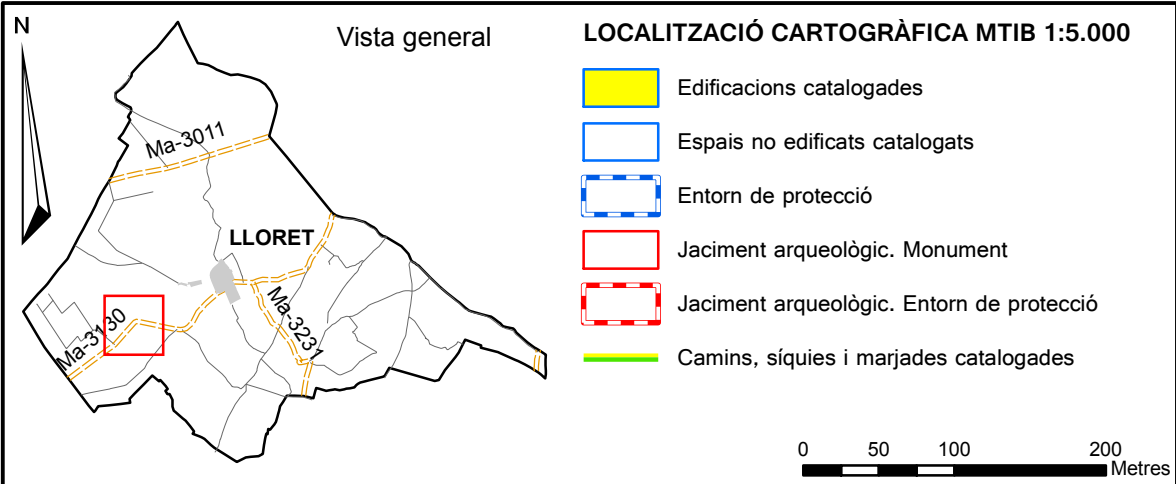 N
Vista general
Ma-3011
LLORET
Ma-3130
Ma-3231
LOCALITZACIÓ CARTOGRÀFICA MTIB 1:5.000
Edificacions catalogades
Espais no edificats catalogats
Entorn de protecció
Jaciment arqueològic. Monument
Jaciment arqueològic. Entorn de protecció
Camins, síquies i marjades catalogades
0 50 100 200
Metres